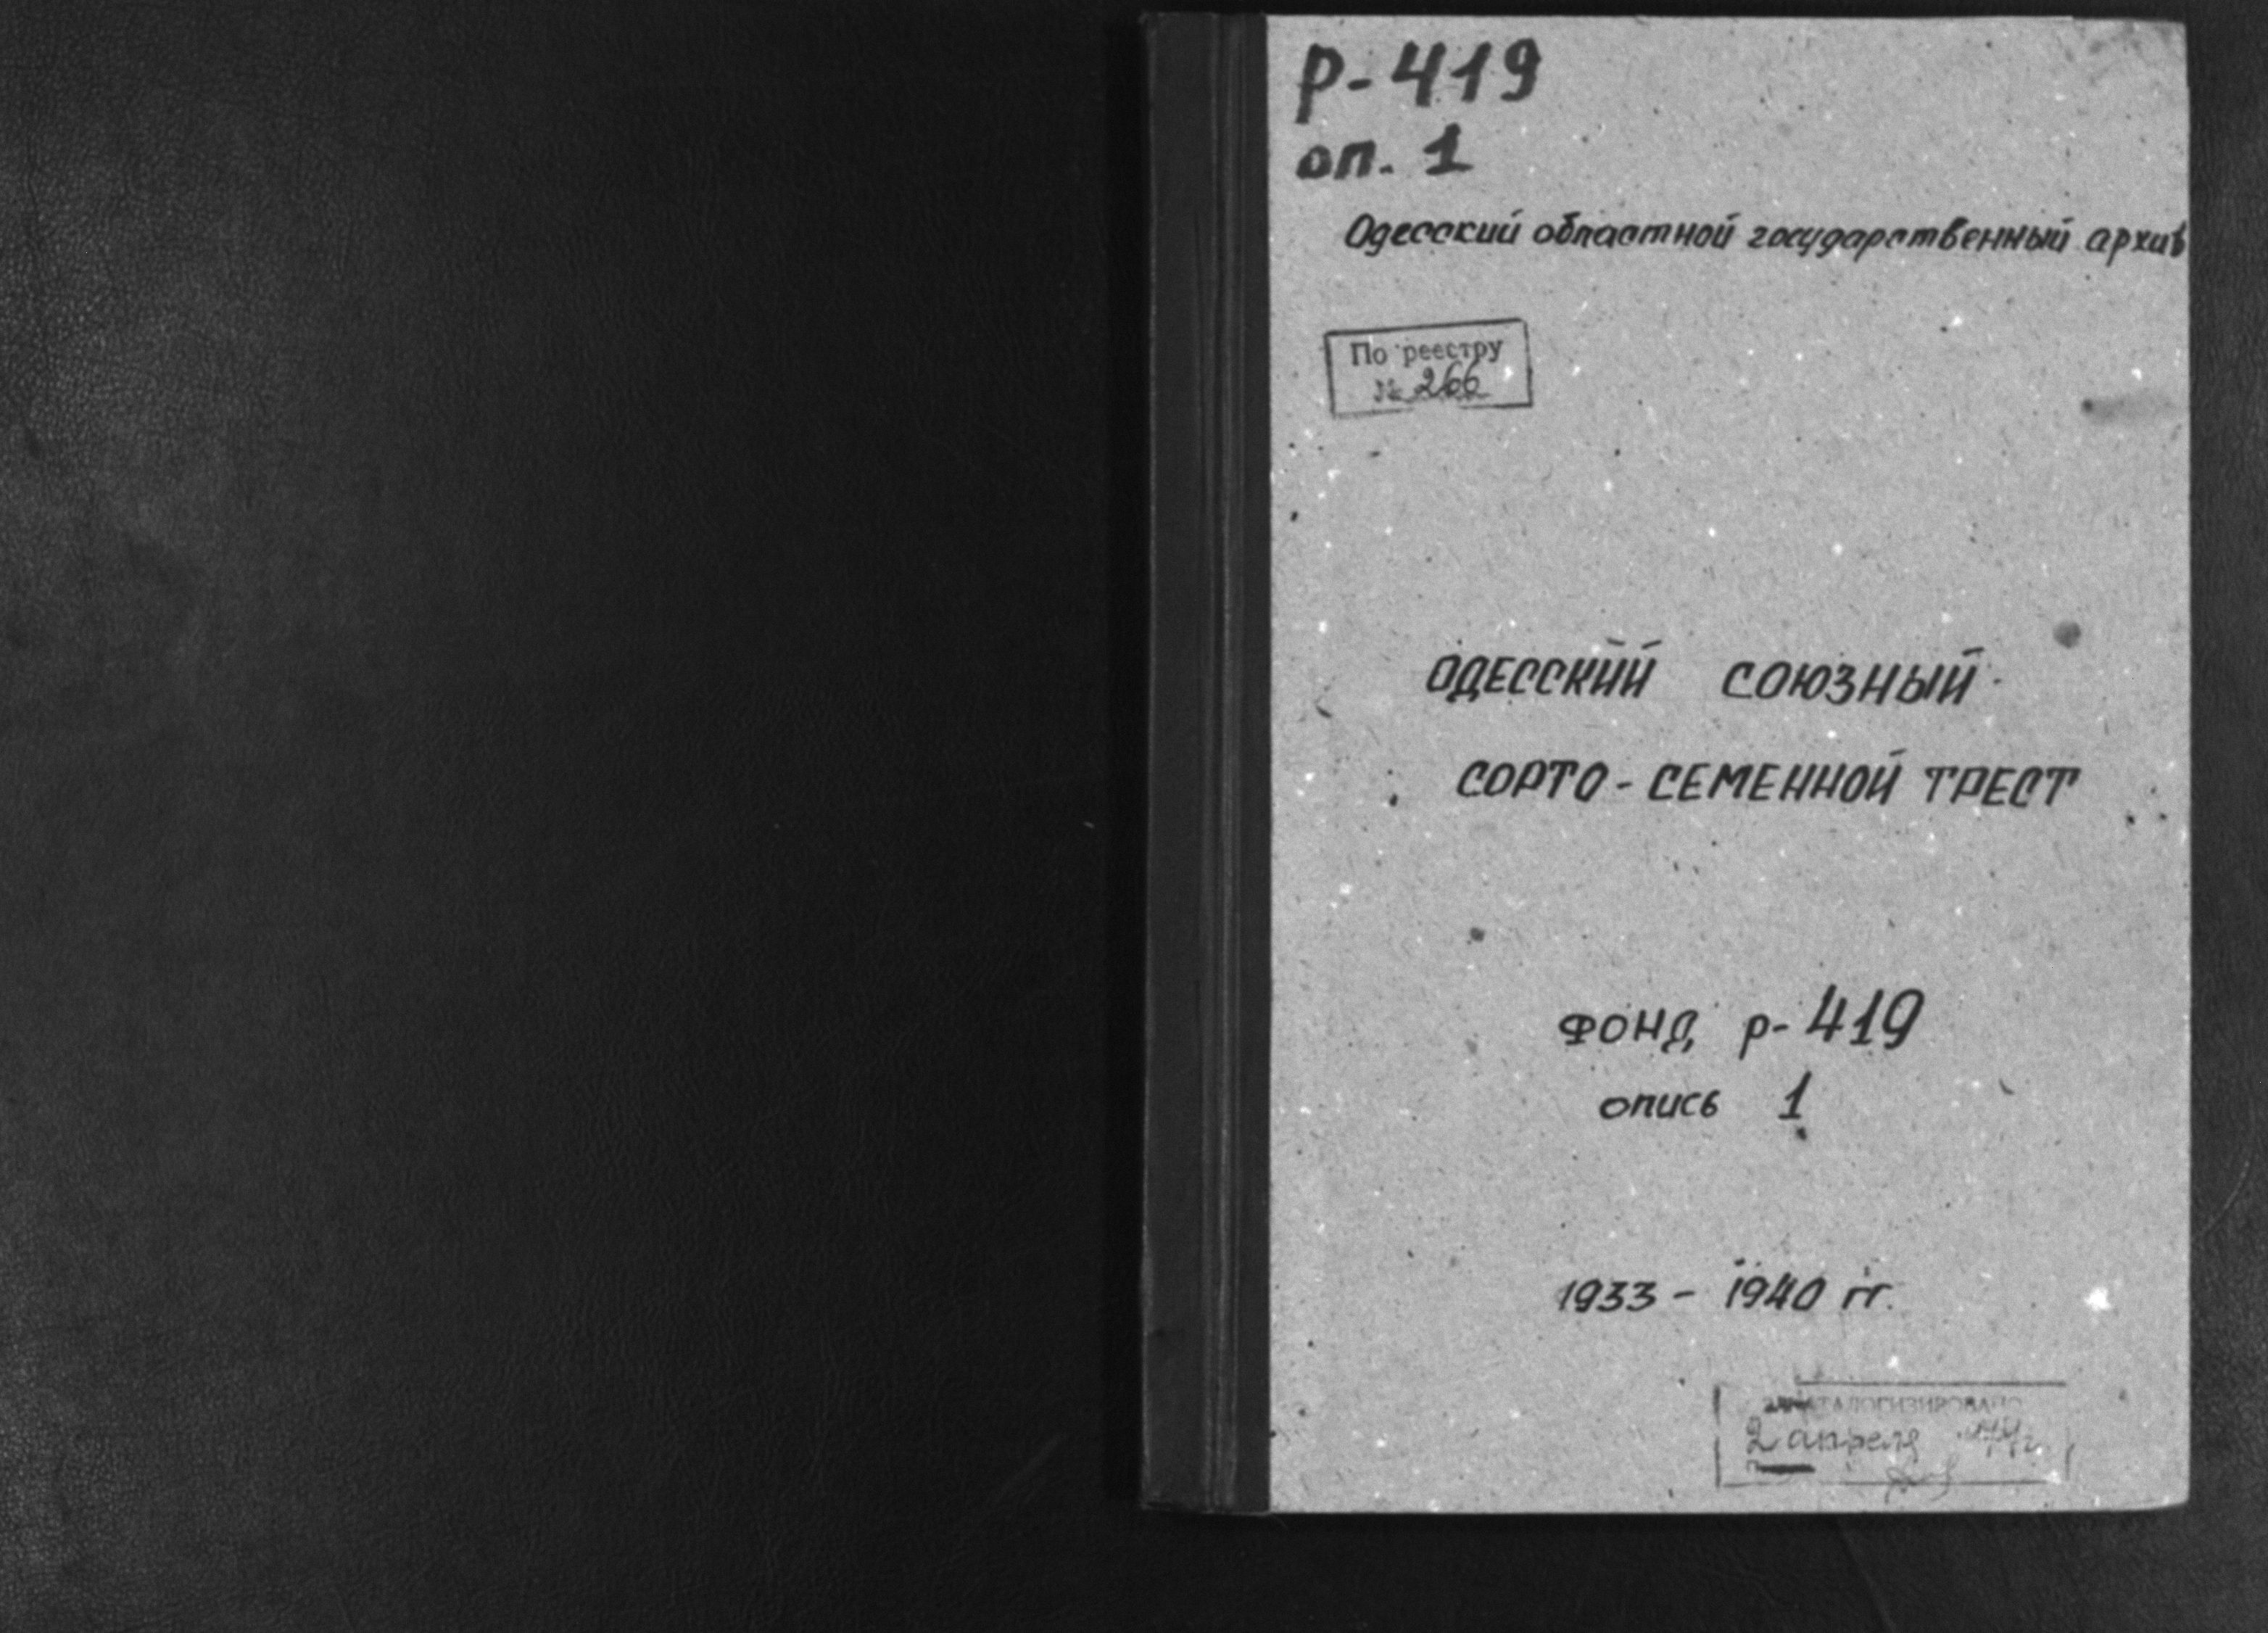 Р-419
оп. 1
Одесский областной государственный архив
По реестру
№ 266
ОДЕССКИЙ СОЮЗНЫЙ
СОРТО-СЕМЕННОЙ ТРЕСТ
ФОНД р-419
опись 1
1933 - 1940 гг.
ЗАКАТАЛОГИЗИРОВАНО
2 апреля